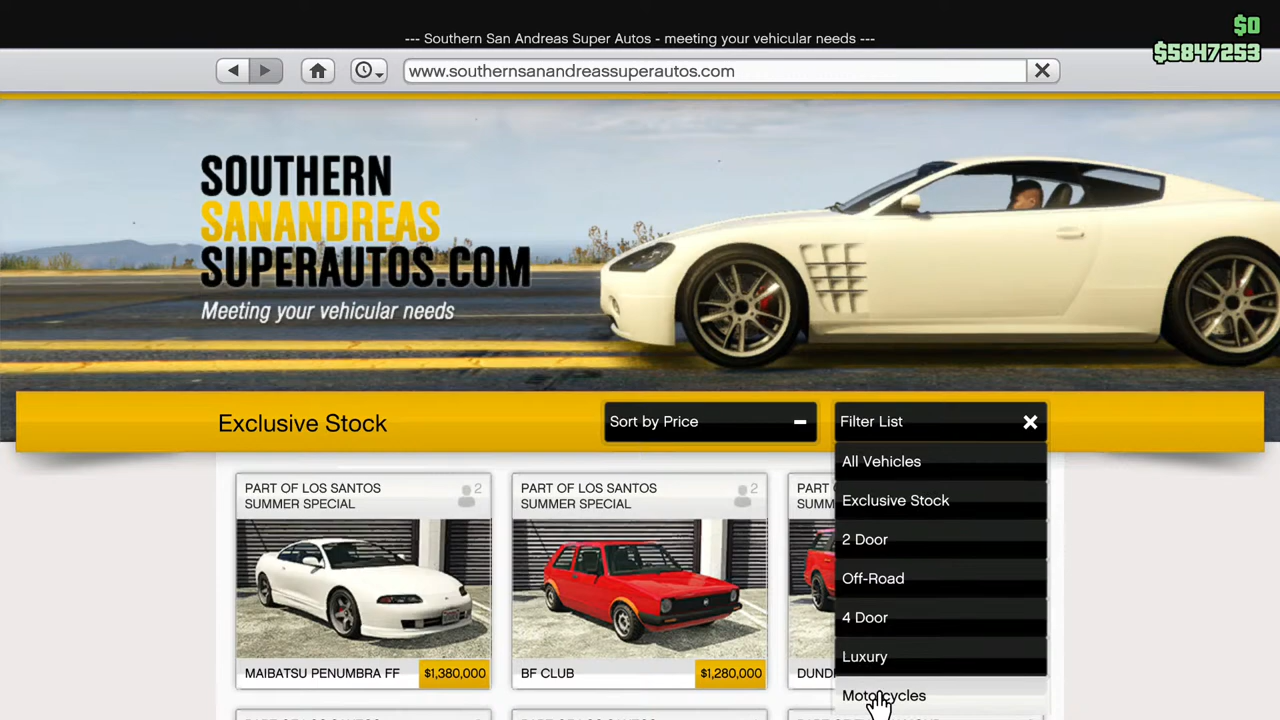 $0
$5847253
--- Southern San Andreas Super Autos - meeting your vehicular needs ---
www.southernsanandreassuperautos.com
SOUTHERN
SANANDREAS
SUPERAUTOS.COM
Meeting your vehicular needs
Exclusive Stock
Sort by Price
Filter List
All Vehicles
Exclusive Stock
2 Door
Off-Road
4 Door
Luxury
Motorcycles
PART OF LOS SANTOS
SUMMER SPECIAL
2
MAIBATSU PENUMBRA FF
$1,380,000
PART OF LOS SANTOS
SUMMER SPECIAL
2
BF CLUB
$1,280,000